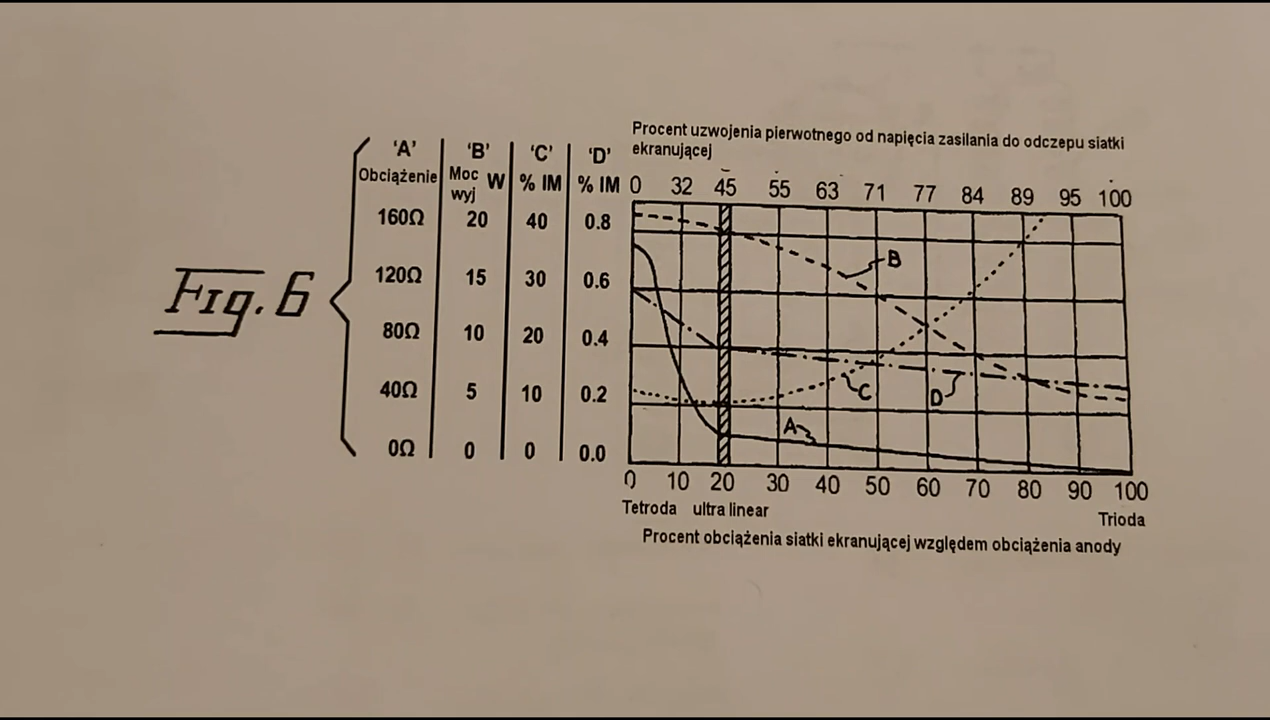 Procent uzwojenia pierwotnego od napięcia zasilania do odczepu siatki
ekranującej
'A' 'B' 'C' 'D'
Obciążenie Moc wyj W % IM % IM 0 32 45 55 63 71 77 84 89 95 100
160Ω 20 40 0.8
120Ω 15 30 0.6
80Ω 10 20 0.4
40Ω 5 10 0.2
0Ω 0 0 0.0
Fig. 6
B
C
D
A
0 10 20 30 40 50 60 70 80 90 100
Tetroda ultra linear Trioda
Procent obciążenia siatki ekranującej względem obciążenia anody